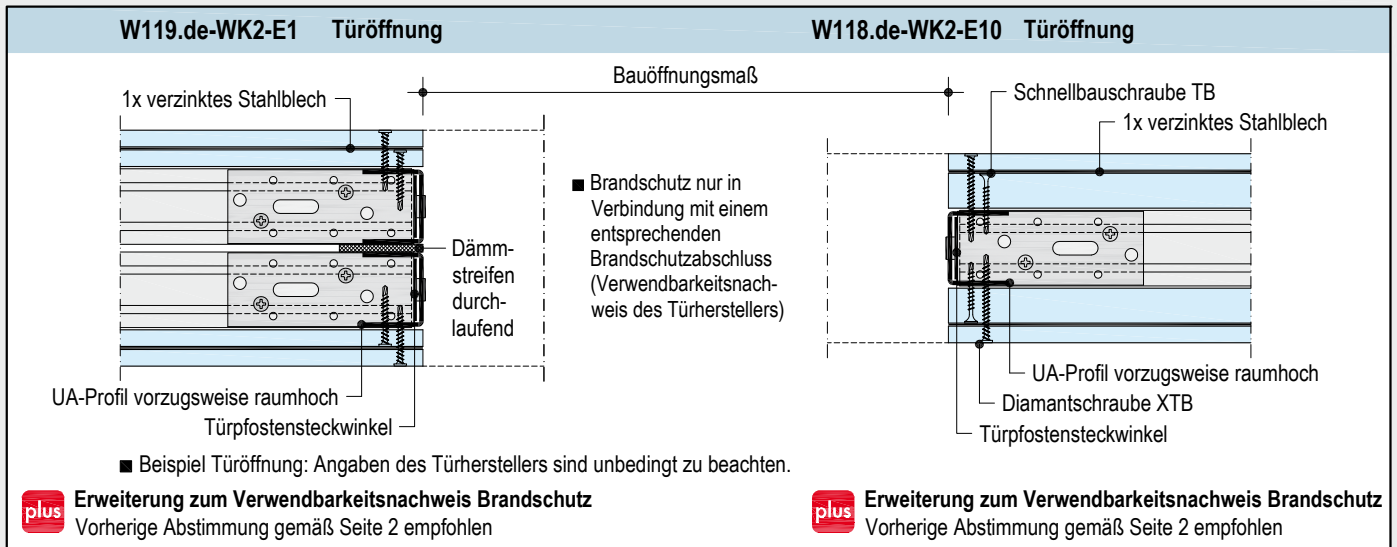 W119.de-WK2-E1 Türöffnung
W118.de-WK2-E10 Türöffnung
Bauöffnungsmaß
1x verzinktes Stahlblech
Schnellbauschraube TB
1x verzinktes Stahlblech
■ Brandschutz nur in
Verbindung mit einem
entsprechenden
Brandschutzabschluss
(Verwendbarkeitsnach-
weis des Türherstellers)
Dämm-
streifen
durch-
laufend
UA-Profil vorzugsweise raumhoch
Türpfostensteckwinkel
UA-Profil vorzugsweise raumhoch
Diamantschraube XTB
Türpfostensteckwinkel
■ Beispiel Türöffnung: Angaben des Türherstellers sind unbedingt zu beachten.
plus Erweiterung zum Verwendbarkeitsnachweis Brandschutz
Vorherige Abstimmung gemäß Seite 2 empfohlen
plus Erweiterung zum Verwendbarkeitsnachweis Brandschutz
Vorherige Abstimmung gemäß Seite 2 empfohlen